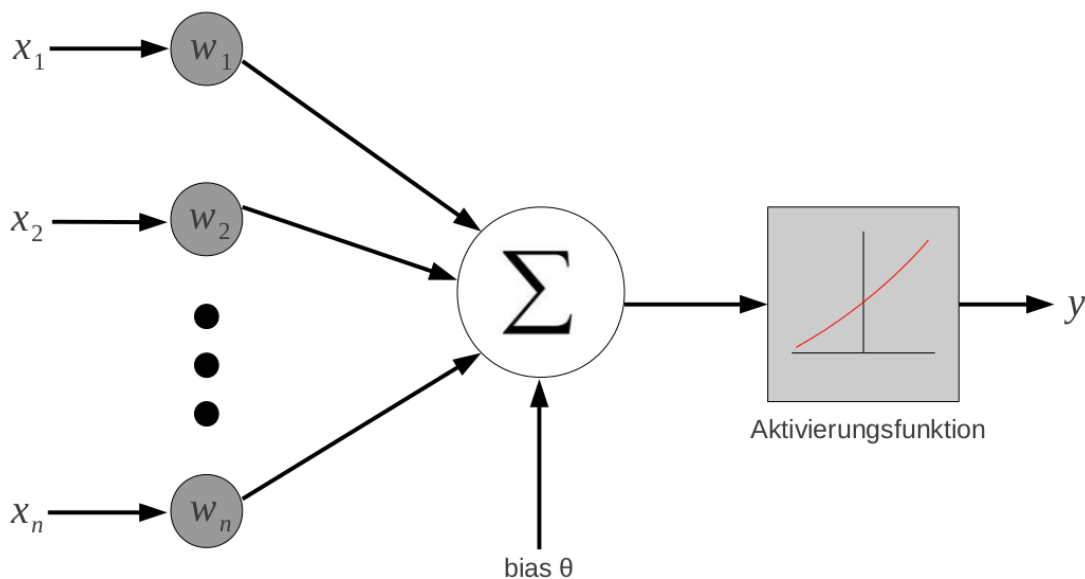 x₁
w₁
x₂
w₂
Σ
y
Aktivierungsfunktion
xₙ
wₙ
bias θ